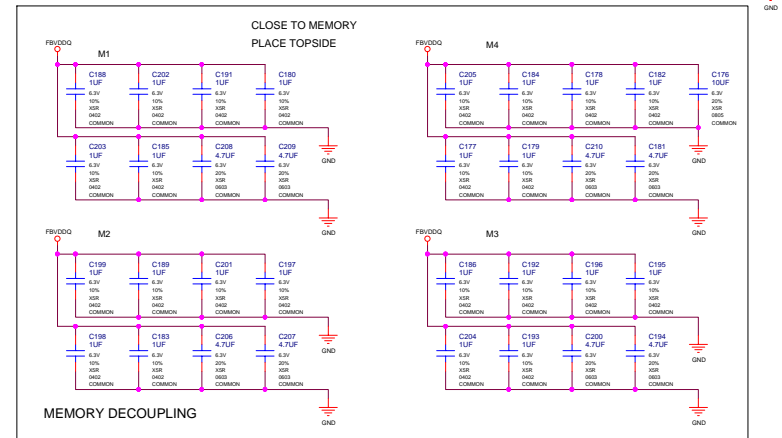 GND
CLOSE TO MEMORY
PLACE TOPSIDE
FBVDDQ
M1
C188
1UF
6.3V
10%
X5R
0402
COMMON
C202
1UF
6.3V
10%
X5R
0402
COMMON
C191
1UF
6.3V
10%
X5R
0402
COMMON
C180
1UF
6.3V
10%
X5R
0402
COMMON
GND
C203
1UF
6.3V
10%
X5R
0402
COMMON
C185
1UF
6.3V
10%
X5R
0402
COMMON
C208
4.7UF
6.3V
20%
X5R
0603
COMMON
C209
4.7UF
6.3V
20%
X5R
0603
COMMON
GND
FBVDDQ
M4
C205
1UF
6.3V
10%
X5R
0402
COMMON
C184
1UF
6.3V
10%
X5R
0402
COMMON
C178
1UF
6.3V
10%
X5R
0402
COMMON
C182
1UF
6.3V
10%
X5R
0402
COMMON
C176
10UF
6.3V
20%
X5R
0805
COMMON
GND
C177
1UF
6.3V
10%
X5R
0402
COMMON
C179
1UF
6.3V
10%
X5R
0402
COMMON
C210
4.7UF
6.3V
20%
X5R
0603
COMMON
C181
4.7UF
6.3V
20%
X5R
0603
COMMON
GND
FBVDDQ
M2
C199
1UF
6.3V
10%
X5R
0402
COMMON
C189
1UF
6.3V
10%
X5R
0402
COMMON
C201
1UF
6.3V
10%
X5R
0402
COMMON
C197
1UF
6.3V
10%
X5R
0402
COMMON
GND
C198
1UF
6.3V
10%
X5R
0402
COMMON
C183
1UF
6.3V
10%
X5R
0402
COMMON
C206
4.7UF
6.3V
20%
X5R
0603
COMMON
C207
4.7UF
6.3V
20%
X5R
0603
COMMON
GND
FBVDDQ
M3
C186
1UF
6.3V
10%
X5R
0402
COMMON
C192
1UF
6.3V
10%
X5R
0402
COMMON
C196
1UF
6.3V
10%
X5R
0402
COMMON
C195
1UF
6.3V
10%
X5R
0402
COMMON
GND
C204
1UF
6.3V
10%
X5R
0402
COMMON
C193
1UF
6.3V
10%
X5R
0402
COMMON
C200
4.7UF
6.3V
20%
X5R
0603
COMMON
C194
4.7UF
6.3V
20%
X5R
0603
COMMON
GND
MEMORY DECOUPLING